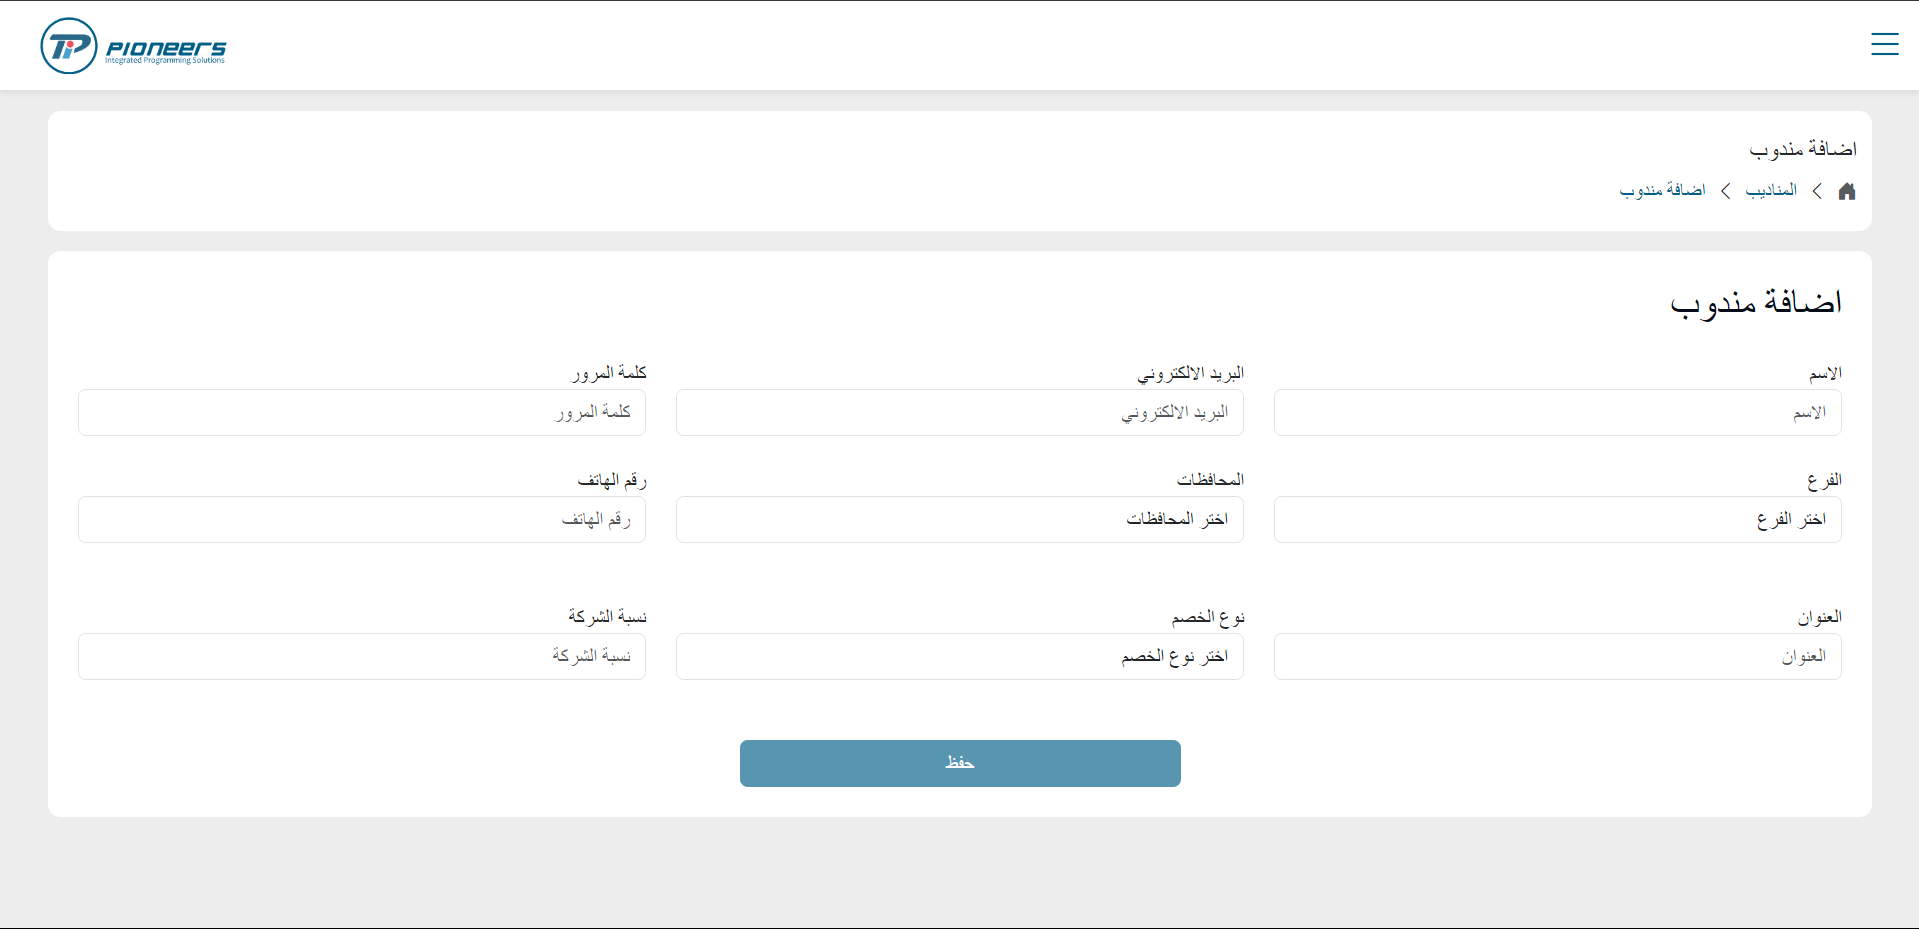 Pioneers
Integrated Programming Solutions
اضافة مندوب
المناديب
اضافة مندوب
اضافة مندوب
الاسم
البريد الالكتروني
كلمة المرور
الاسم
البريد الالكتروني
كلمة المرور
الفرع
المحافظات
رقم الهاتف
اختر الفرع
اختر المحافظات
رقم الهاتف
العنوان
نوع الخصم
نسبة الشركة
العنوان
اختر نوع الخصم
نسبة الشركة
حفظ